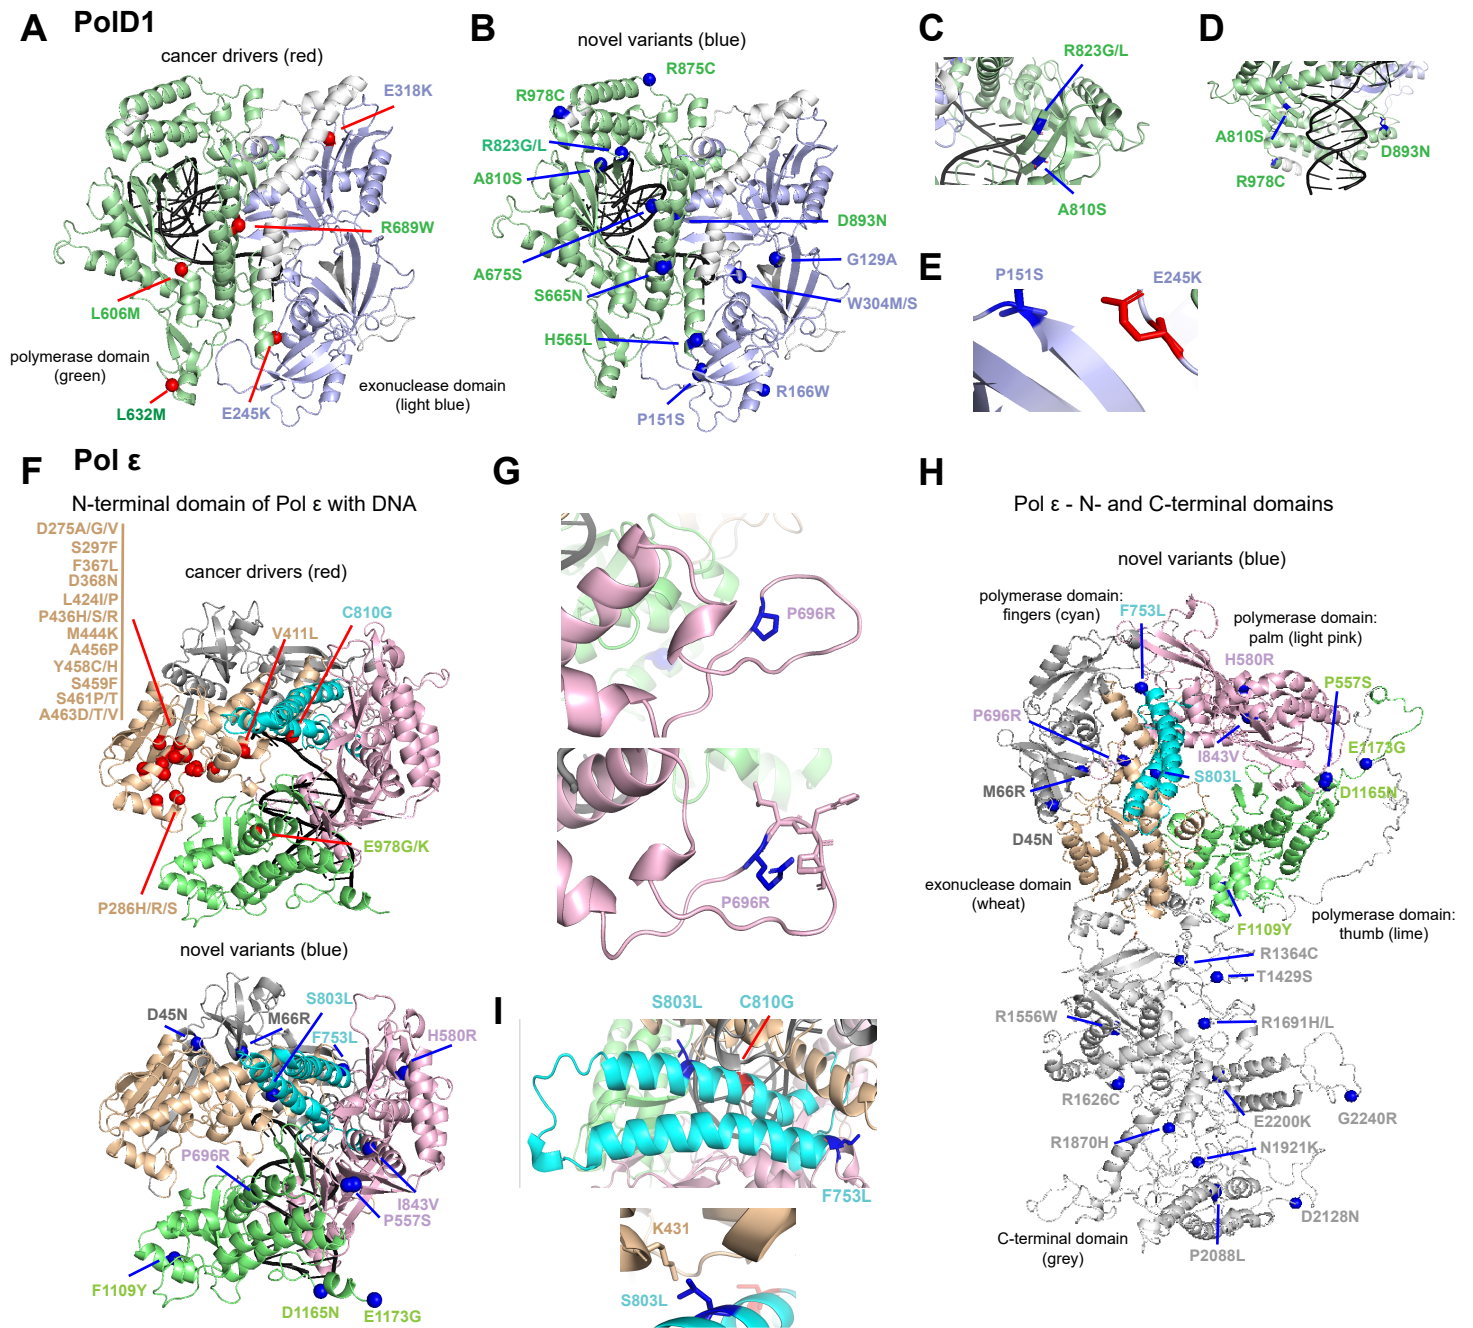 A
PolD1
cancer drivers (red)
E318K
R689W
L606M
polymerase domain
(green)
L632M
E245K
exonuclease domain
(light blue)
B
novel variants (blue)
R875C
R978C
R823G/L
A810S
D893N
A675S
G129A
S665N
W304M/S
H565L
R166W
P151S
C
R823G/L
A810S
D
A810S
D893N
R978C
E
P151S
E245K
F
Pol ε
N-terminal domain of Pol ε with DNA
D275A/G/V
S297F
F367L
D368N
L424I/P
P436H/S/R
M444K
A456P
Y458C/H
S459F
S461P/T
A463D/T/V
cancer drivers (red)
C810G
V411L
E978G/K
P286H/R/S
novel variants (blue)
S803L
D45N
M66R
F753L
H580R
P696R
I843V
P557S
F1109Y
D1165N
E1173G
G
P696R
P696R
H
Pol ε - N- and C-terminal domains
novel variants (blue)
polymerase domain:
fingers (cyan)
F753L
polymerase domain:
palm (light pink)
H580R
P557S
P696R
E1173G
I843V
S803L
M66R
D1165N
D45N
exonuclease domain
(wheat)
polymerase domain:
thumb (lime)
F1109Y
R1364C
T1429S
R1556W
R1691H/L
R1626C
E2200K
G2240R
R1870H
N1921K
D2128N
C-terminal domain
(grey)
P2088L
I
S803L
C810G
F753L
K431
S803L